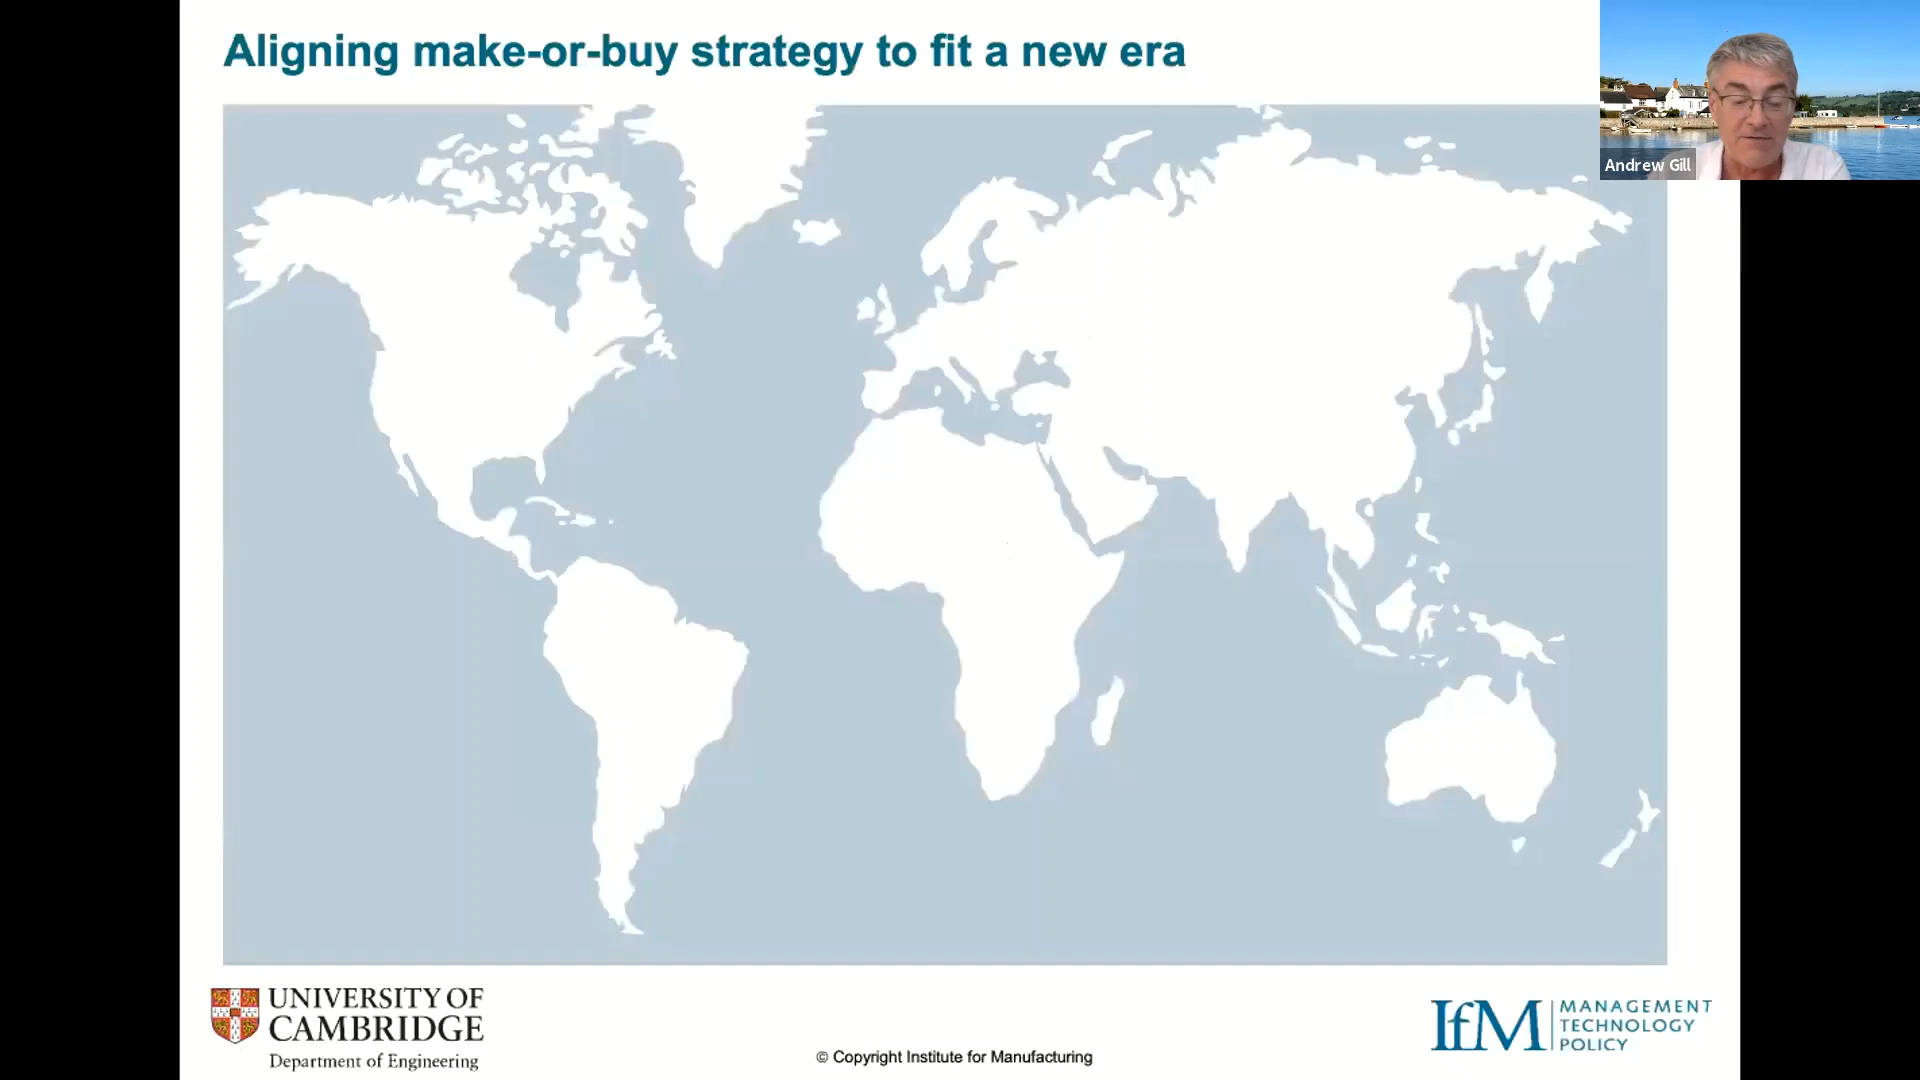 Aligning make-or-buy strategy to fit a new era
Andrew Gill
UNIVERSITY OF
CAMBRIDGE
Department of Engineering
© Copyright Institute for Manufacturing
IfM
MANAGEMENT
TECHNOLOGY
POLICY